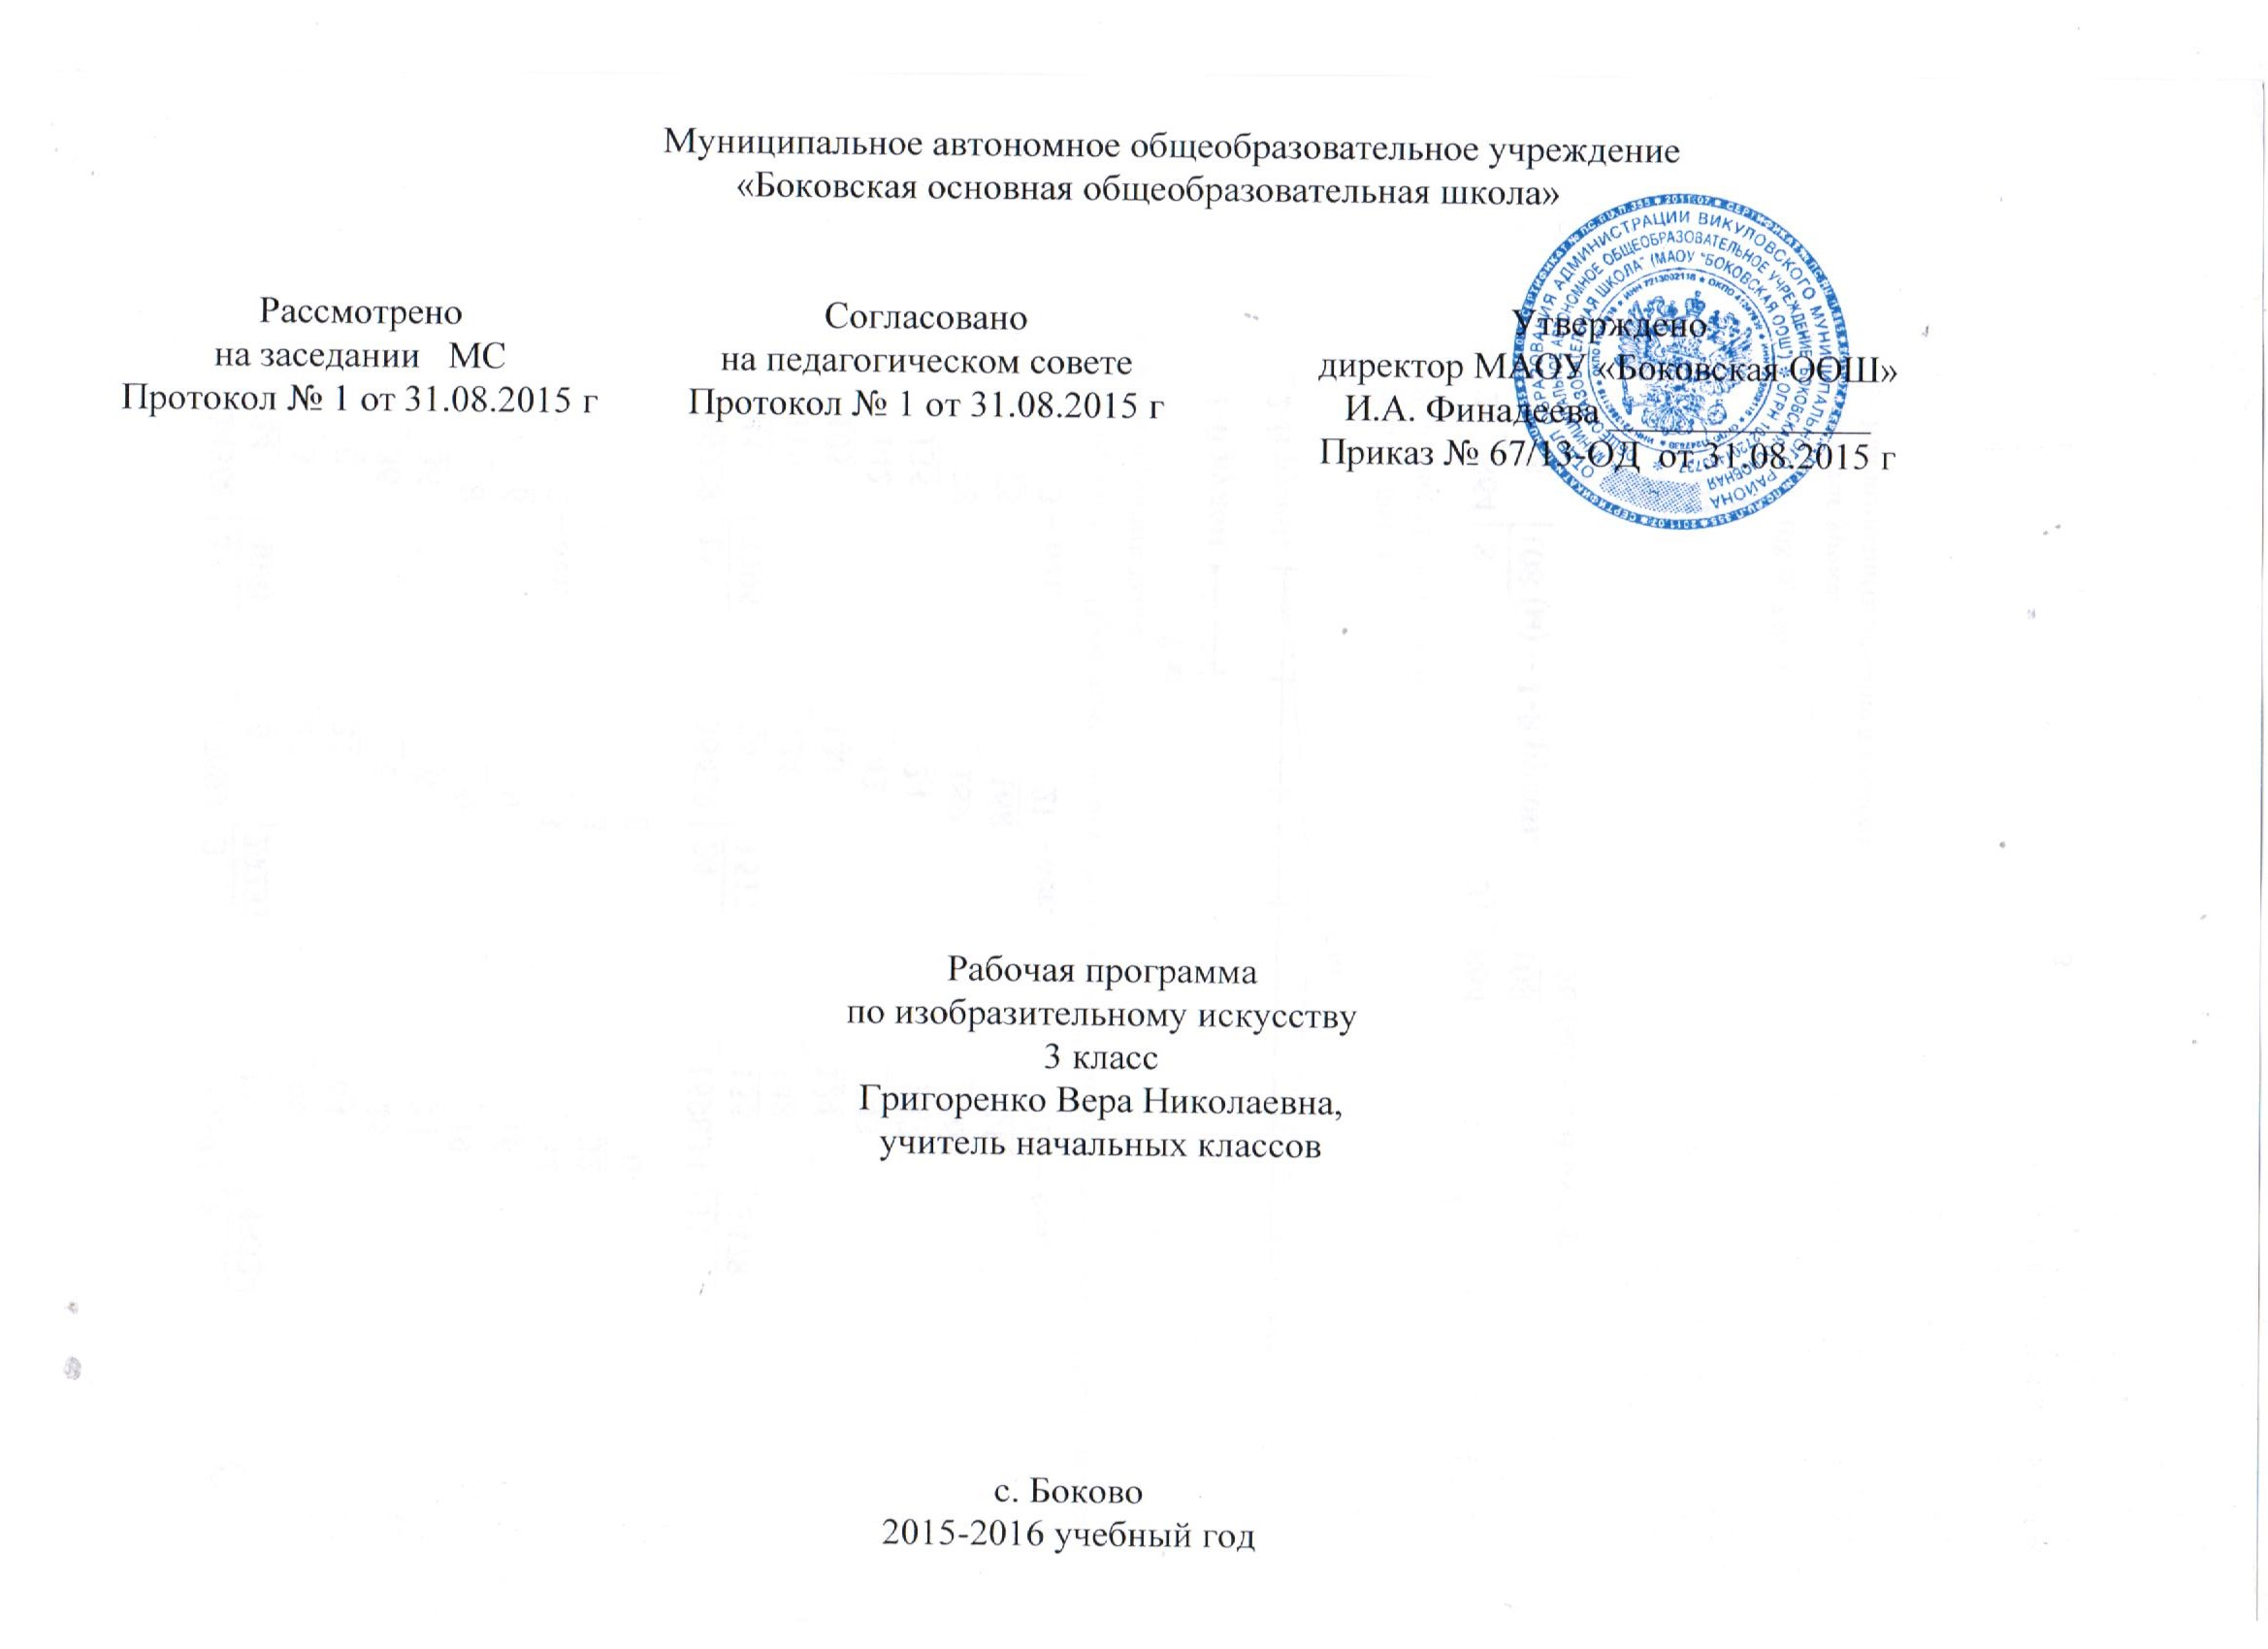 Муниципальное автономное общеобразовательное учреждение
«Боковская основная общеобразовательная школа»
Рассмотрено
на заседании МС
Протокол № 1 от 31.08.2015 г
Согласовано
на педагогическом совете
Протокол № 1 от 31.08.2015 г
Утверждено
директор МАОУ «Боковская ООШ»
И.А. Финадеева
Приказ № 67/13-ОД от 31.08.2015 г
Рабочая программа
по изобразительному искусству
3 класс
Григоренко Вера Николаевна,
учитель начальных классов
с. Боково
2015-2016 учебный год